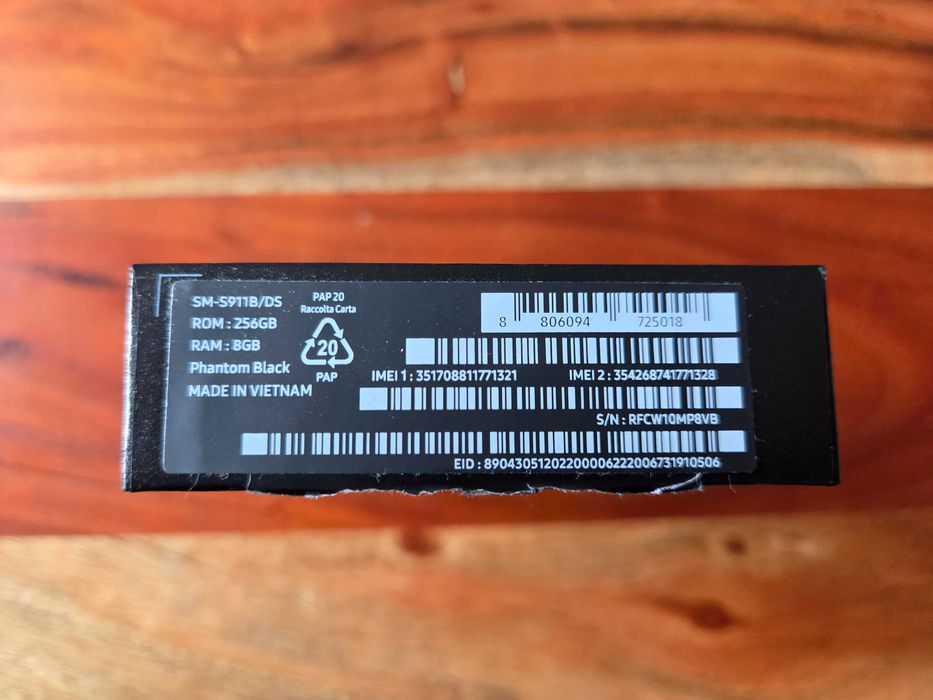 SM-S911B/DS
ROM : 256GB
RAM : 8GB
Phantom Black
MADE IN VIETNAM
PAP 20
Raccolta Carta
20
PAP
8 806094 725018
IMEI 1 : 351708811771321 IMEI 2 : 354268741771328
S/N : RFCW10MP8VB
EID : 89043051202200006222006731910506